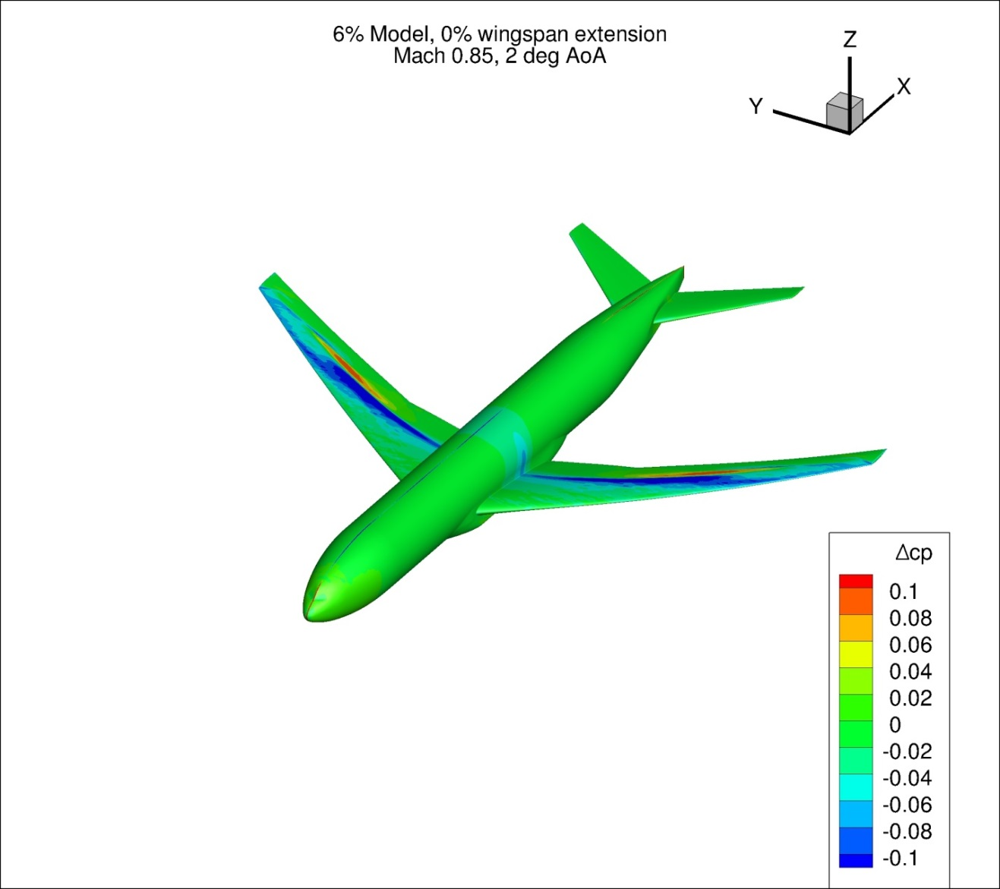 6% Model, 0% wingspan extension
Mach 0.85, 2 deg AoA
Z
X
Y
Δcp
0.1
0.08
0.06
0.04
0.02
0
-0.02
-0.04
-0.06
-0.08
-0.1